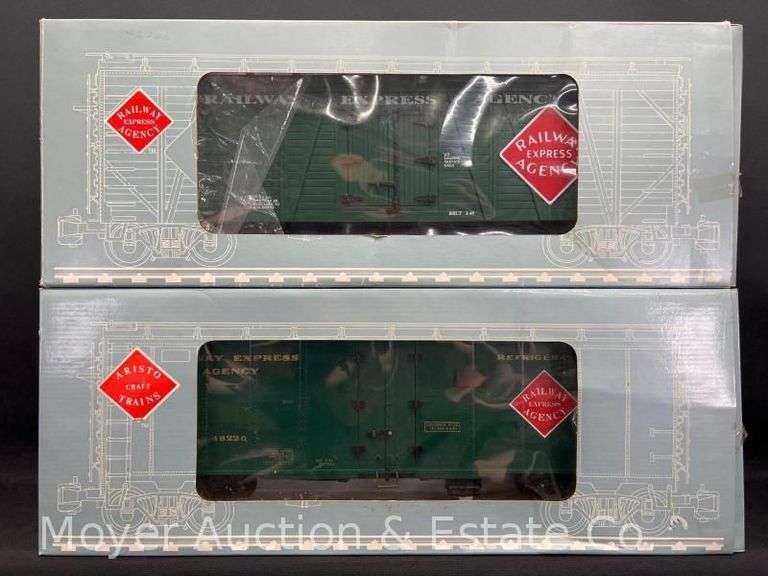 RAILWAY
EXPRESS
AGENCY
RAILWAY EXPRESS AGENCY
RAILWAY
EXPRESS
AGENCY
ARISTO
CRAFT
TRAINS
WAY EXPRESS
AGENCY
REFRIGERA
RAILWAY
EXPRESS
AGENCY
Moyer Auction & Estate Co.